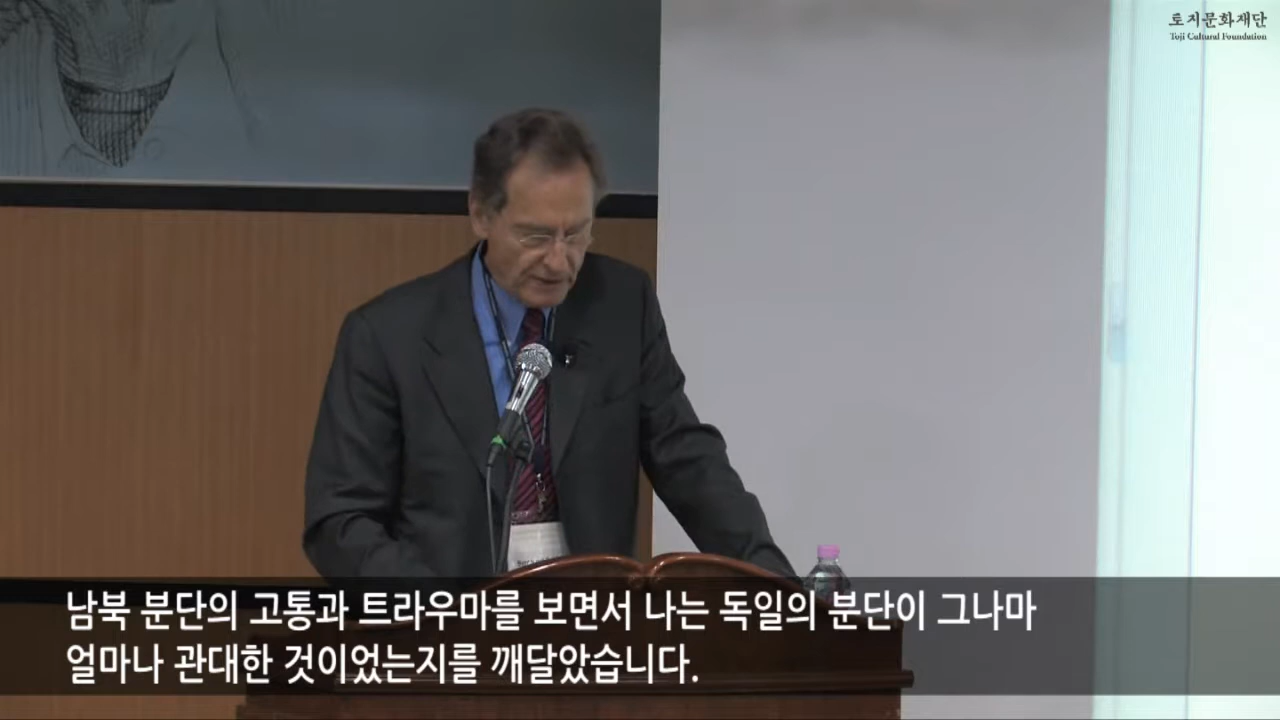 토지문화재단
Toji Cultural Foundation
남북 분단의 고통과 트라우마를 보면서 나는 독일의 분단이 그나마
얼마나 관대한 것이었는지를 깨달았습니다.